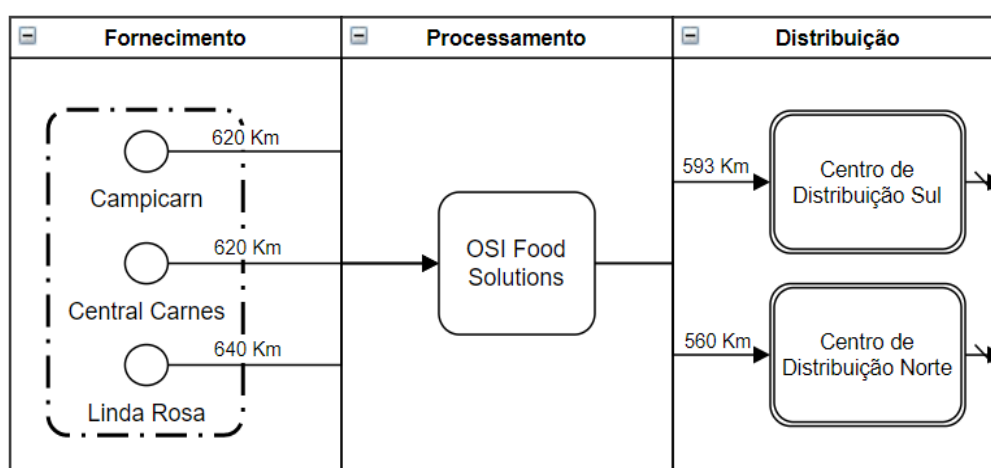 Fornecimento
Processamento
Distribuição
620 Km
Campicarn
620 Km
Central Carnes
640 Km
Linda Rosa
OSI Food
Solutions
593 Km
Centro de
Distribuição Sul
560 Km
Centro de
Distribuição Norte